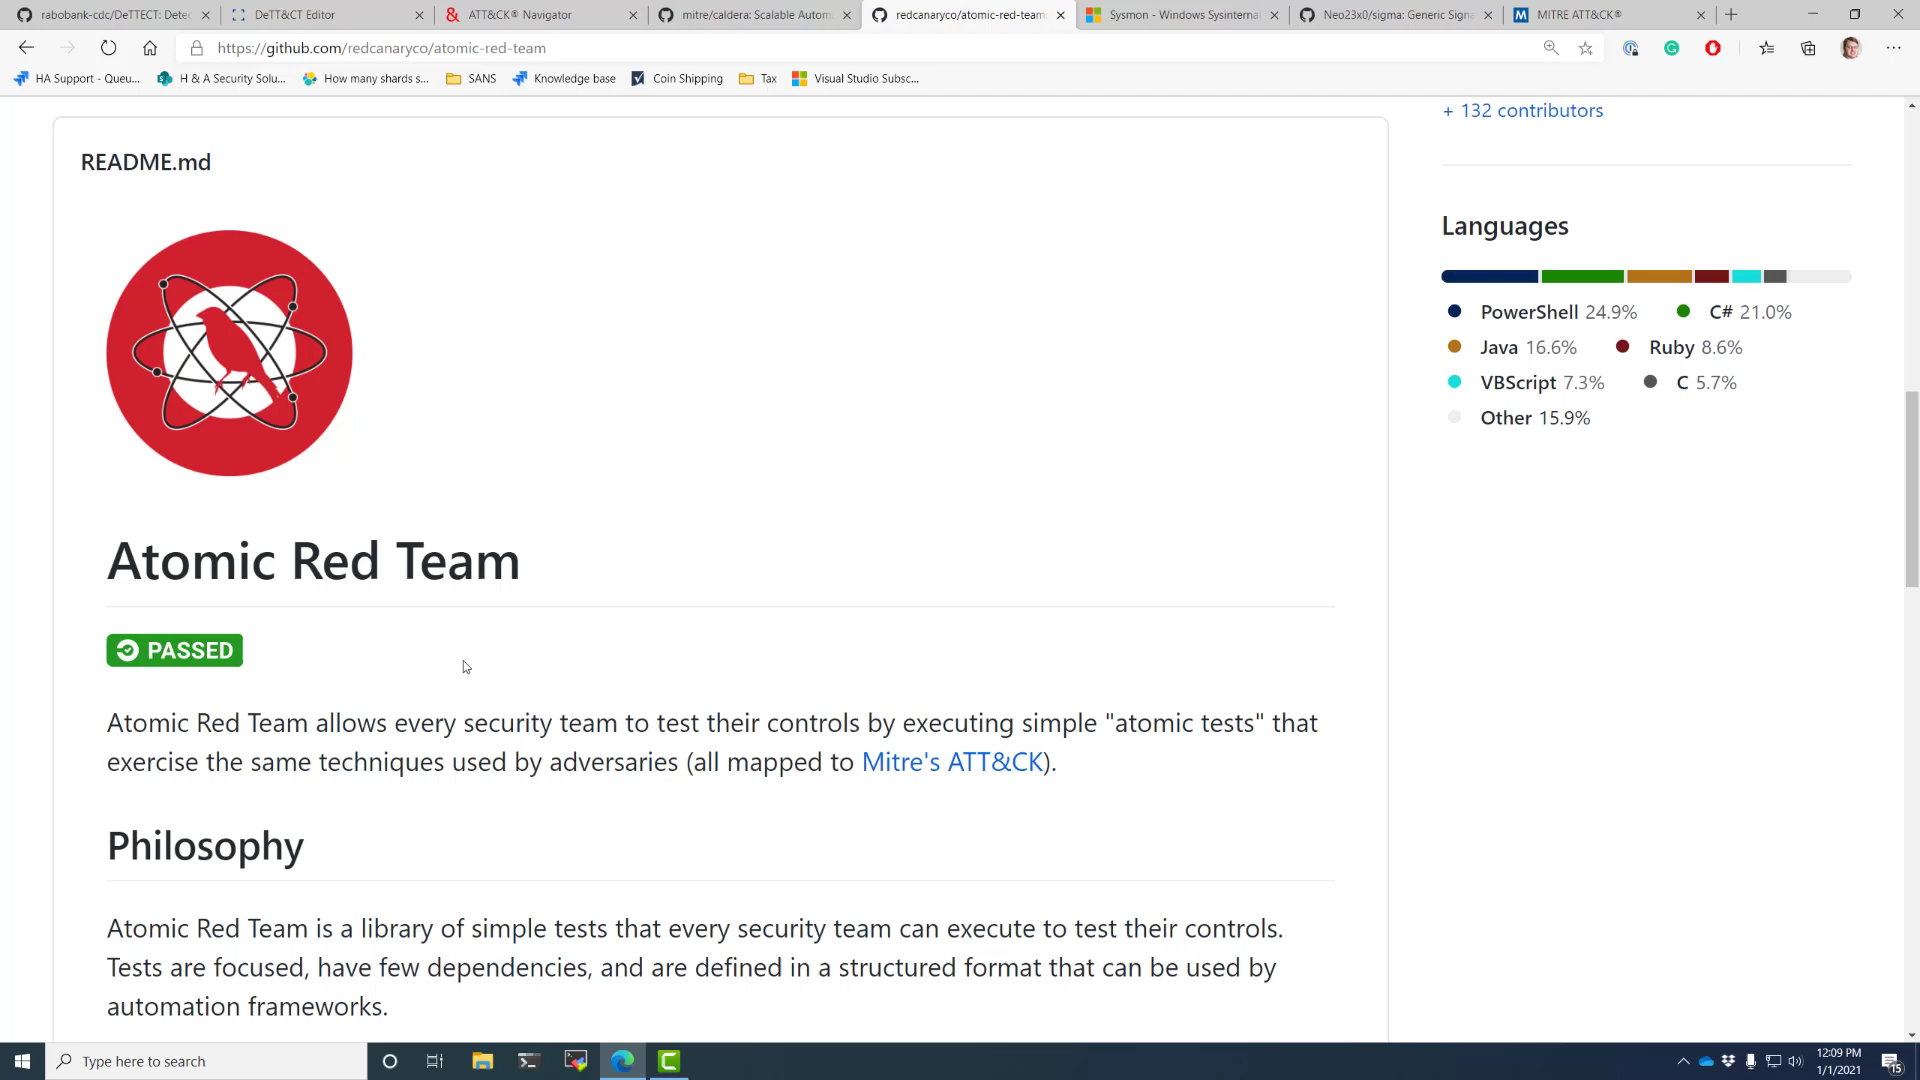 rabobank-cdc/DeTTECT: Detec
DeTT&CT Editor
ATT&CK® Navigator
mitre/caldera: Scalable Autom
redcanaryco/atomic-red-team:
Sysmon - Windows Sysinternal
Neo23x0/sigma: Generic Signa
MITRE ATT&CK®
https://github.com/redcanaryco/atomic-red-team
HA Support - Queu...
H & A Security Solu...
How many shards s...
SANS
Knowledge base
Coin Shipping
Tax
Visual Studio Subsc...
+ 132 contributors
README.md
Languages
PowerShell 24.9%
C# 21.0%
Java 16.6%
Ruby 8.6%
VBScript 7.3%
C 5.7%
Other 15.9%
Atomic Red Team
PASSED
Atomic Red Team allows every security team to test their controls by executing simple "atomic tests" that
exercise the same techniques used by adversaries (all mapped to Mitre's ATT&CK).
Philosophy
Atomic Red Team is a library of simple tests that every security team can execute to test their controls.
Tests are focused, have few dependencies, and are defined in a structured format that can be used by
automation frameworks.
Type here to search
12:09 PM
1/1/2021
15